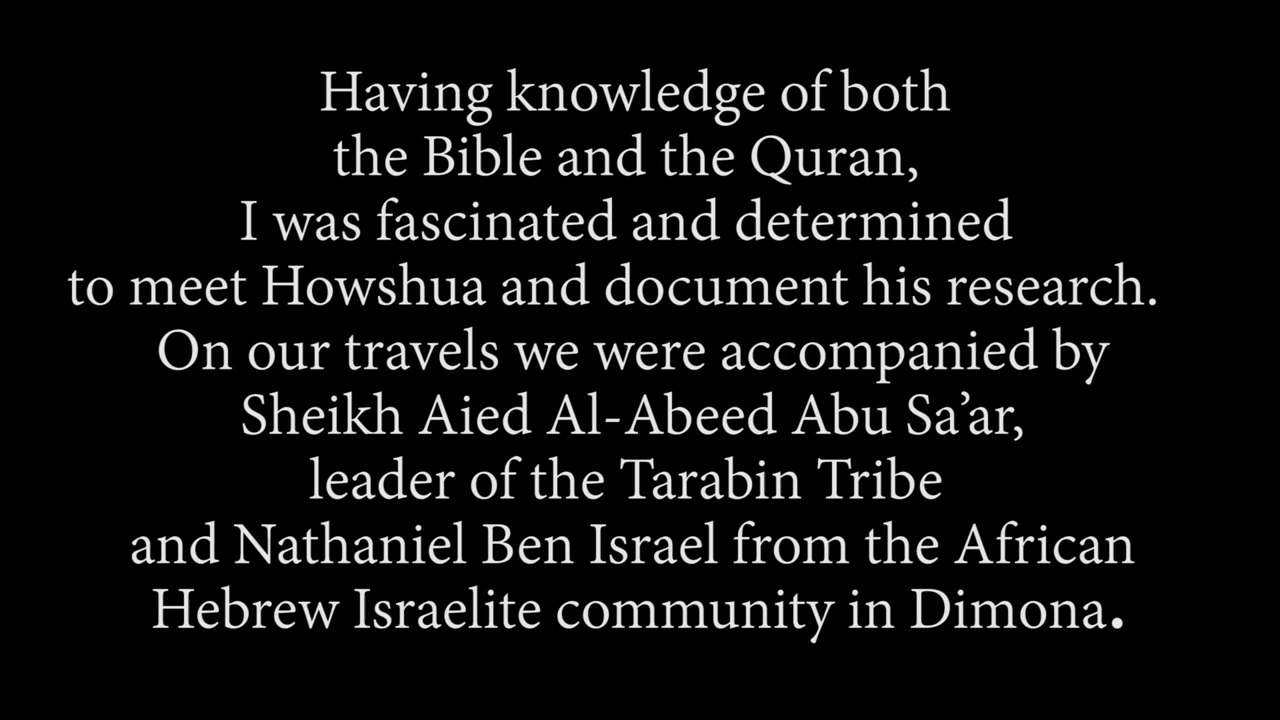 Having knowledge of both
the Bible and the Quran,
I was fascinated and determined
to meet Howshua and document his research.
On our travels we were accompanied by
Sheikh Aied Al-Abeed Abu Sa’ar,
leader of the Tarabin Tribe
and Nathaniel Ben Israel from the African
Hebrew Israelite community in Dimona.